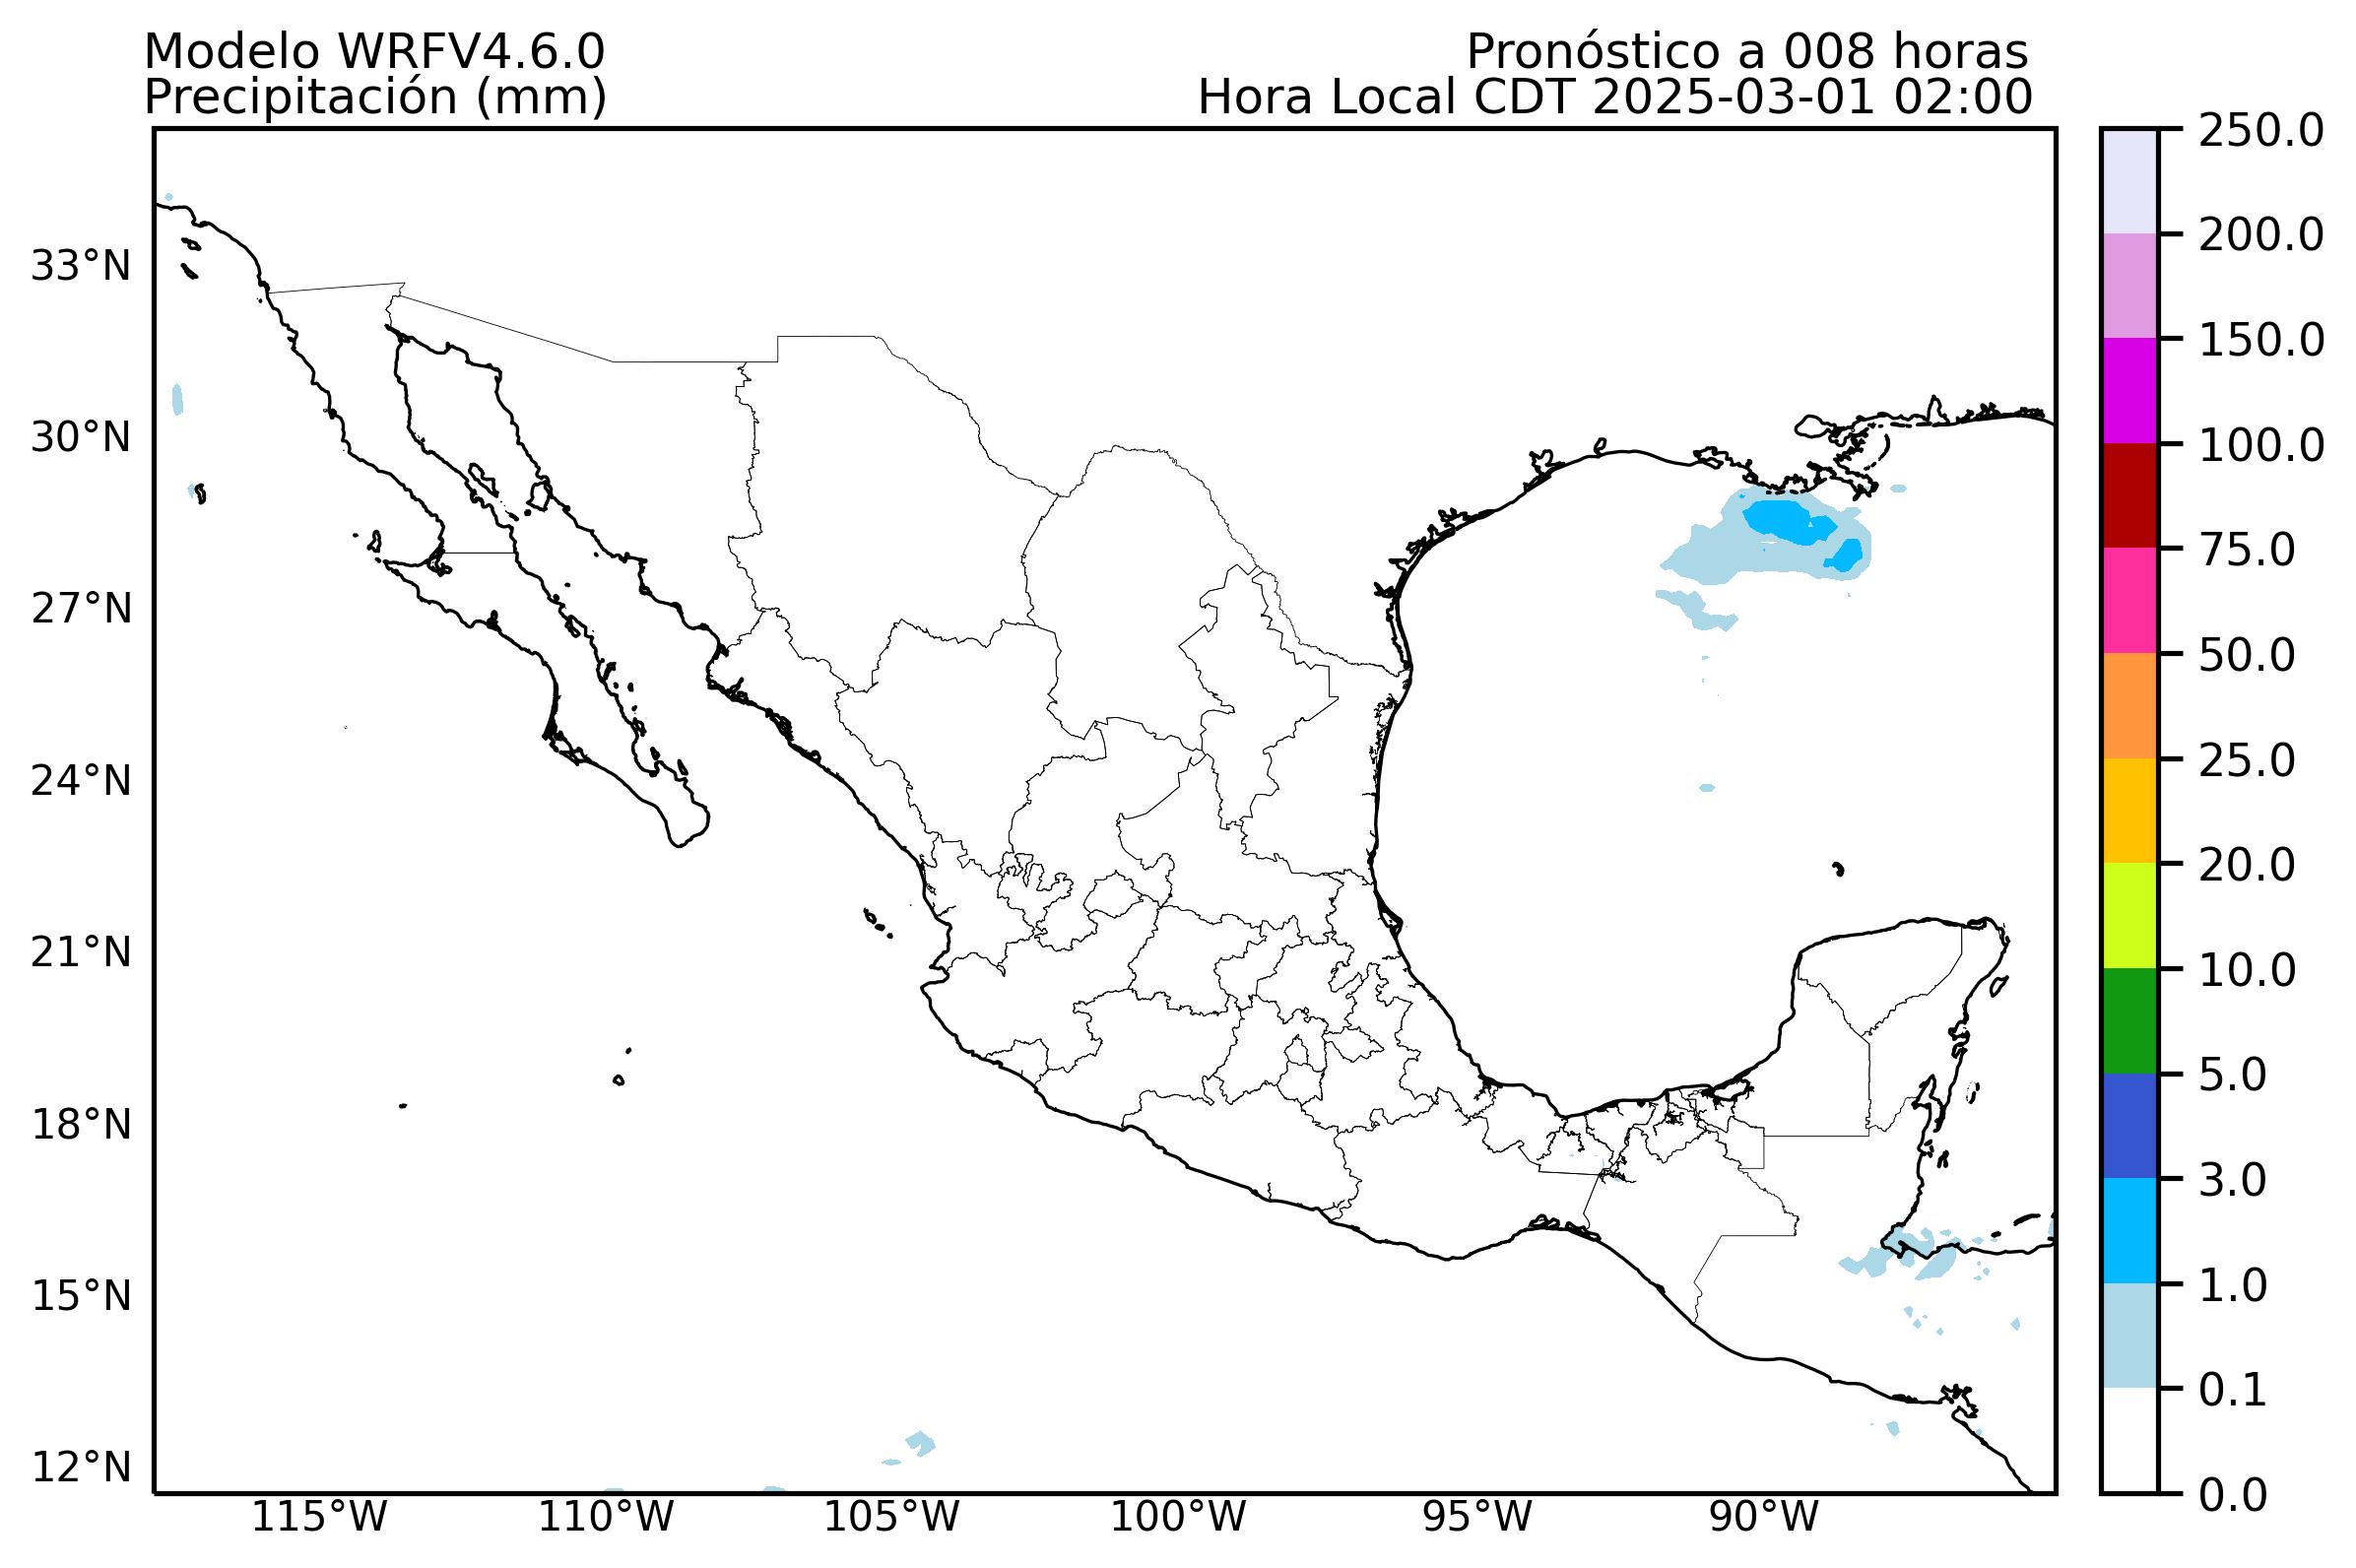 Modelo WRFV4.6.0
Precipitación (mm)
Pronóstico a 008 horas
Hora Local CDT 2025-03-01 02:00
33°N
30°N
27°N
24°N
21°N
18°N
15°N
12°N
115°W
110°W
105°W
100°W
95°W
90°W
250.0
200.0
150.0
100.0
75.0
50.0
25.0
20.0
10.0
5.0
3.0
1.0
0.1
0.0